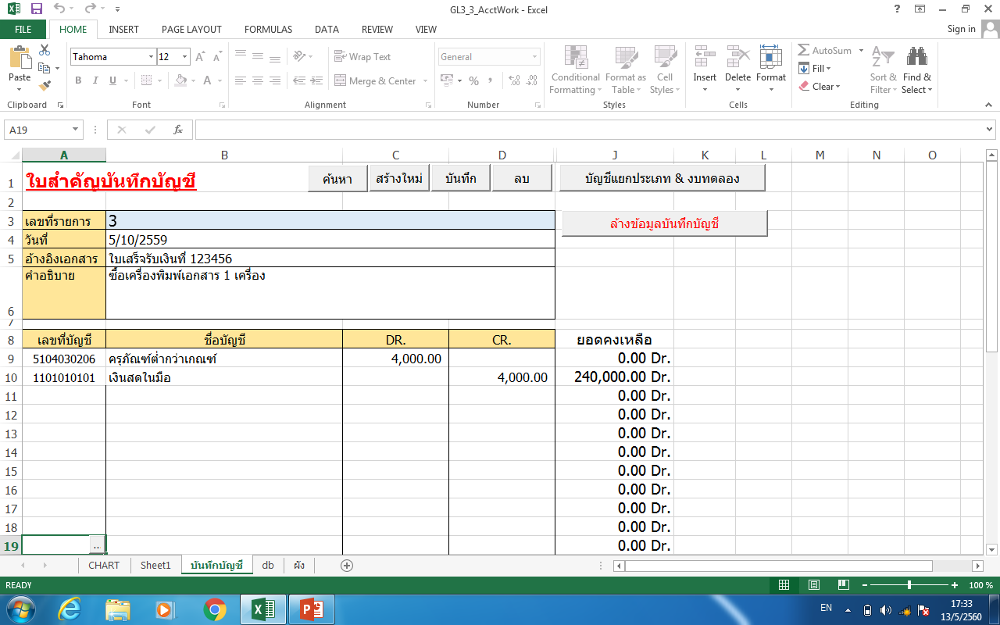 GL3_3_AcctWork - Excel
FILE HOME INSERT PAGE LAYOUT FORMULAS DATA REVIEW VIEW Sign in
Paste
Clipboard
Tahoma 12
B I U
Font
Wrap Text
Merge & Center
Alignment
General
% ,
Number
Conditional Formatting
Format as Table
Cell Styles
Styles
Insert Delete Format
Cells
AutoSum
Fill
Clear
Sort & Filter
Find & Select
Editing
A19 fx
A B C D J K L M N O
1 ใบสำคัญบันทึกบัญชี ค้นหา สร้างใหม่ บันทึก ลบ บัญชีแยกประเภท & งบทดลอง
2
3 เลขที่รายการ 3 ล้างข้อมูลบันทึกบัญชี
4 วันที่ 5/10/2559
5 อ้างอิงเอกสาร ใบเสร็จรับเงินที่ 123456
6 คำอธิบาย ซื้อเครื่องพิมพ์เอกสาร 1 เครื่อง
7
8 เลขที่บัญชี ชื่อบัญชี DR. CR. ยอดคงเหลือ
9 5104030206 ครุภัณฑ์ต่ำกว่าเกณฑ์ 4,000.00 0.00 Dr.
10 1101010101 เงินสดในมือ 4,000.00 240,000.00 Dr.
11 0.00 Dr.
12 0.00 Dr.
13 0.00 Dr.
14 0.00 Dr.
15 0.00 Dr.
16 0.00 Dr.
17 0.00 Dr.
18 0.00 Dr.
19 .. 0.00 Dr.
CHART Sheet1 บันทึกบัญชี db ผัง
READY 100 %
EN 17:33
13/5/2560